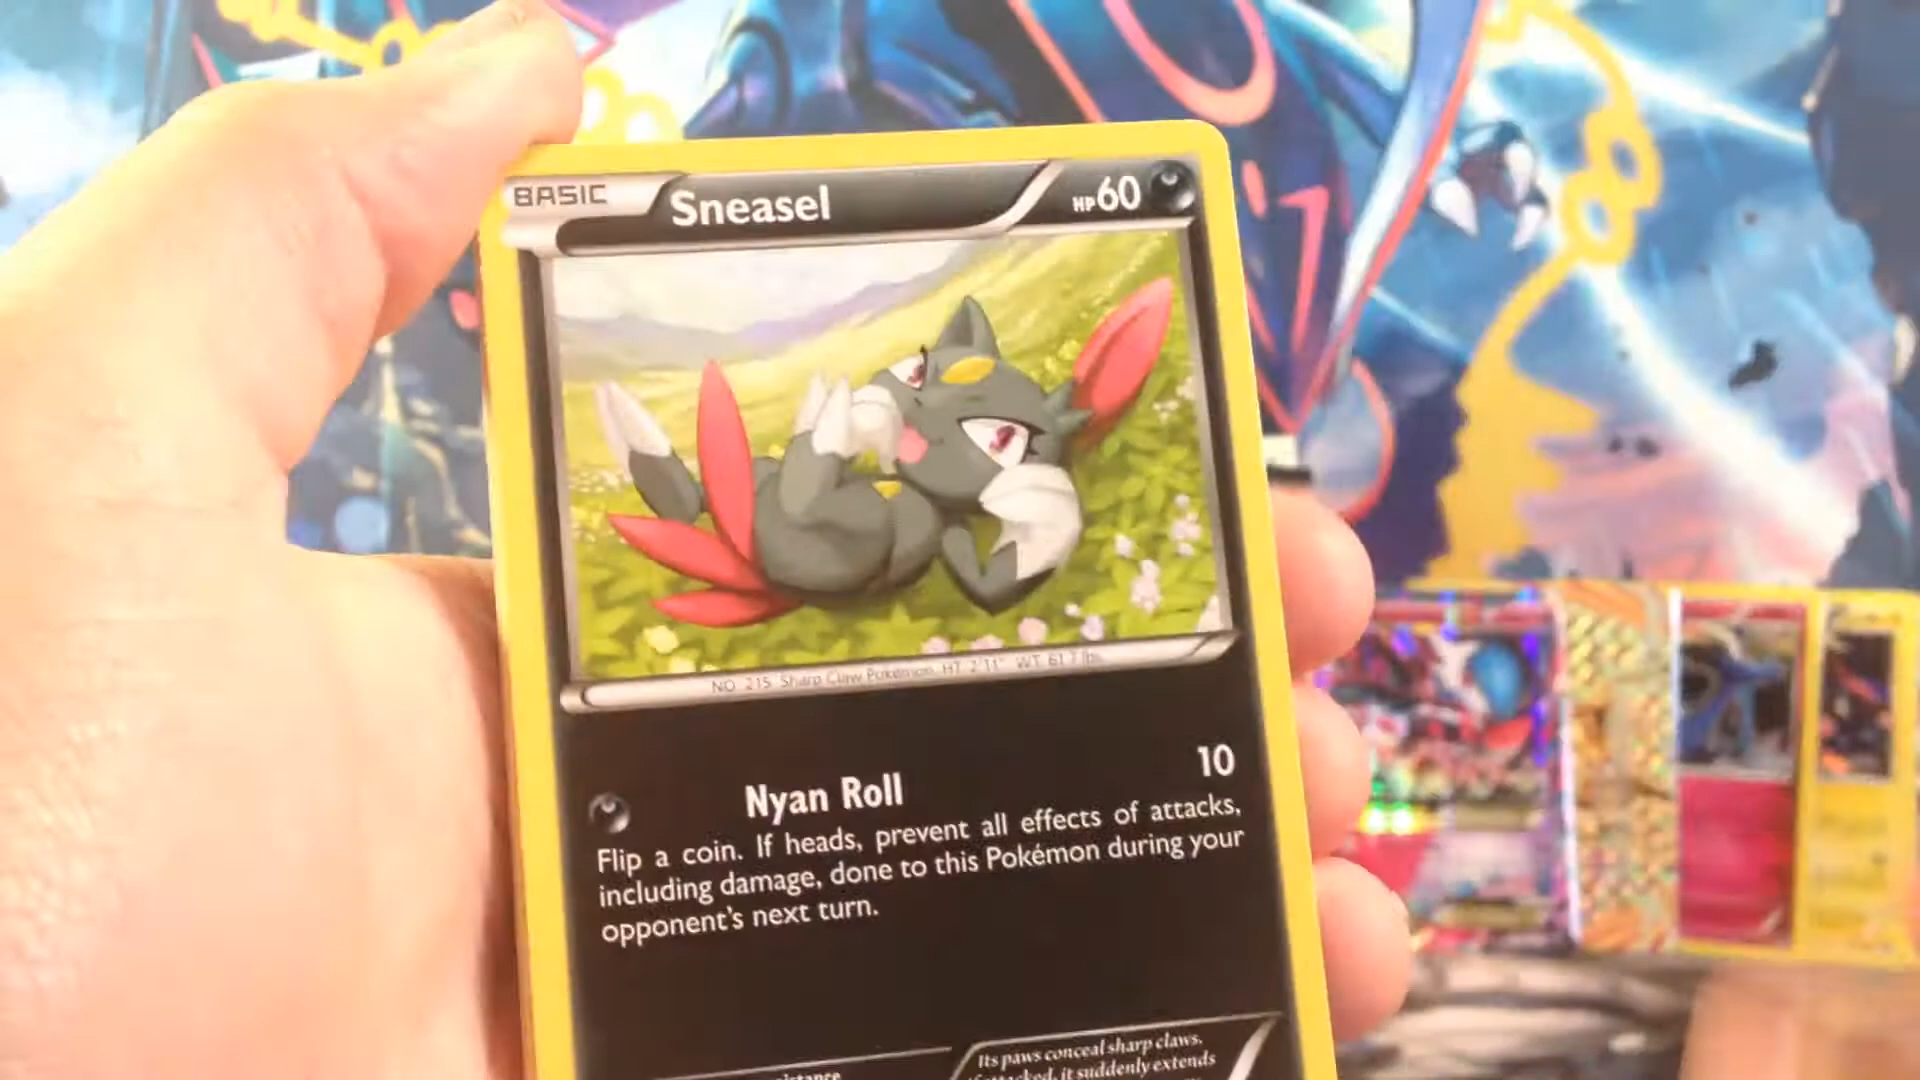 BASIC Sneasel HP60
NO. 215 Sharp Claw Pokémon HT 2'11" WT 61.7 lbs.
Nyan Roll 10
Flip a coin. If heads, prevent all effects of attacks,
including damage, done to this Pokémon during your
opponent's next turn.
Its paws conceal sharp claws.
it suddenly extends